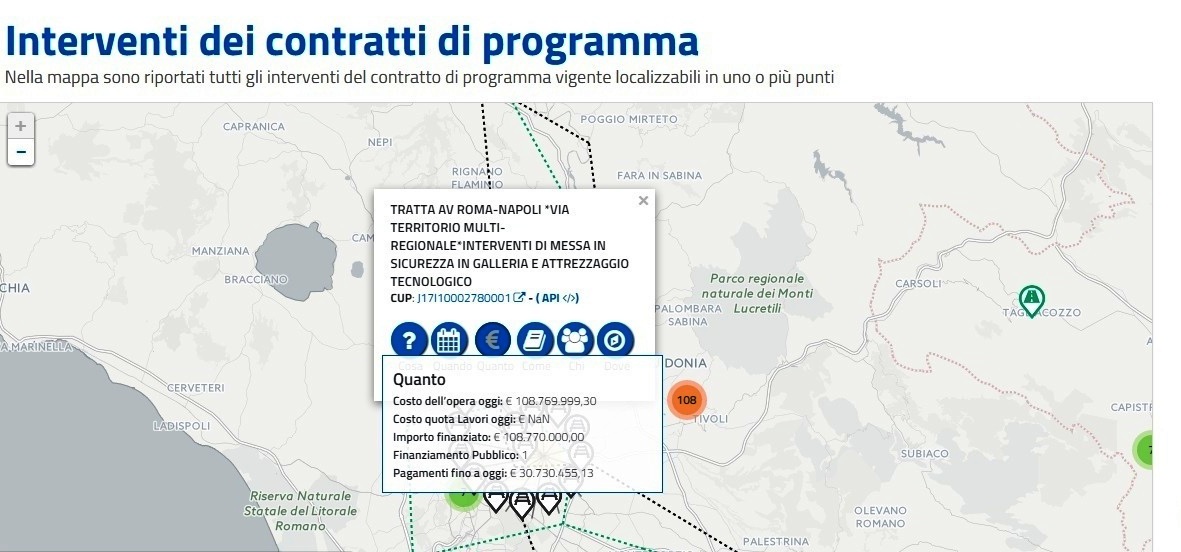 Interventi dei contratti di programma
Nella mappa sono riportati tutti gli interventi del contratto di programma vigente localizzabili in uno o più punti
+
−
CAPRANICA
POGGIO MIRTETO
NEPI
RIGNANO
FLAMINIO
FARA IN SABINA
×
TRATTA AV ROMA-NAPOLI *VIA
TERRITORIO MULTI-
REGIONALE*INTERVENTI DI MESSA IN
SICUREZZA IN GALLERIA E ATTREZZAGGIO
TECNOLOGICO
CUP: J17I10002780001 - ( API </>)
MANZIANA
BRACCIANO
CHIA
Parco regionale
naturale dei Monti
Lucretili
CARSOLI
PALOMBARA
SABINA
?
€
Cosa Quando Quanto Come Chi Dove
A MARINELLA
DONIA
Quanto
Costo dell'opera oggi: € 108.769.999,30
Costo quota Lavori oggi: € NaN
Importo finanziato: € 108.770.000,00
Finanziamento Pubblico: 1
Pagamenti fino a oggi: € 30.730.455,13
CERVETERI
108
TIVOLI
LADISPOLI
CAPIST
SUBIACO
Riserva Naturale
Statale del Litorale
Romano
OLEVANO
ROMANO
PALESTRINA